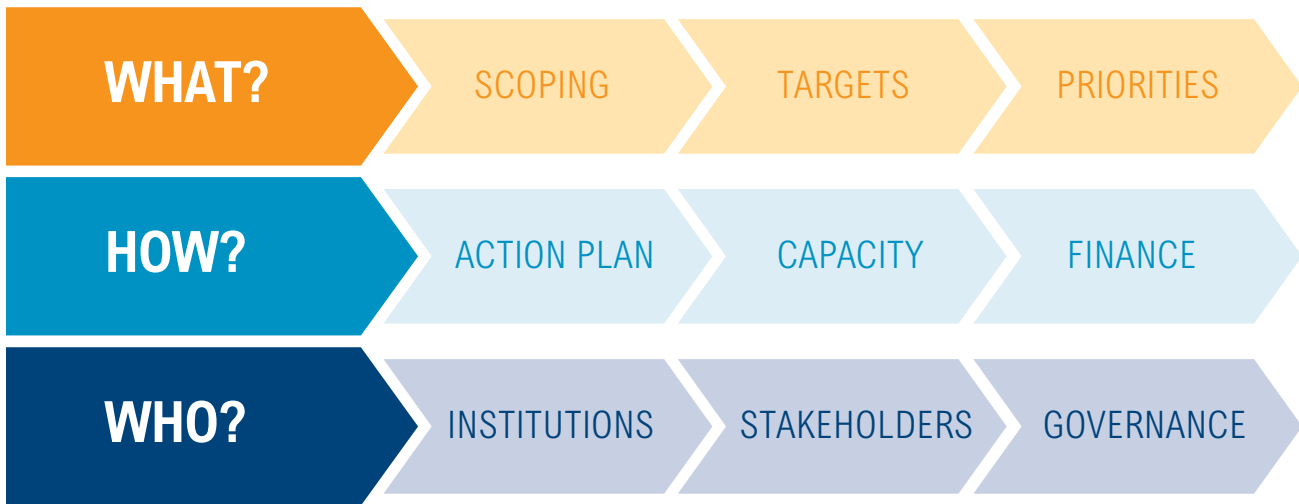 WHAT? SCOPING TARGETS PRIORITIES
HOW? ACTION PLAN CAPACITY FINANCE
WHO? INSTITUTIONS STAKEHOLDERS GOVERNANCE